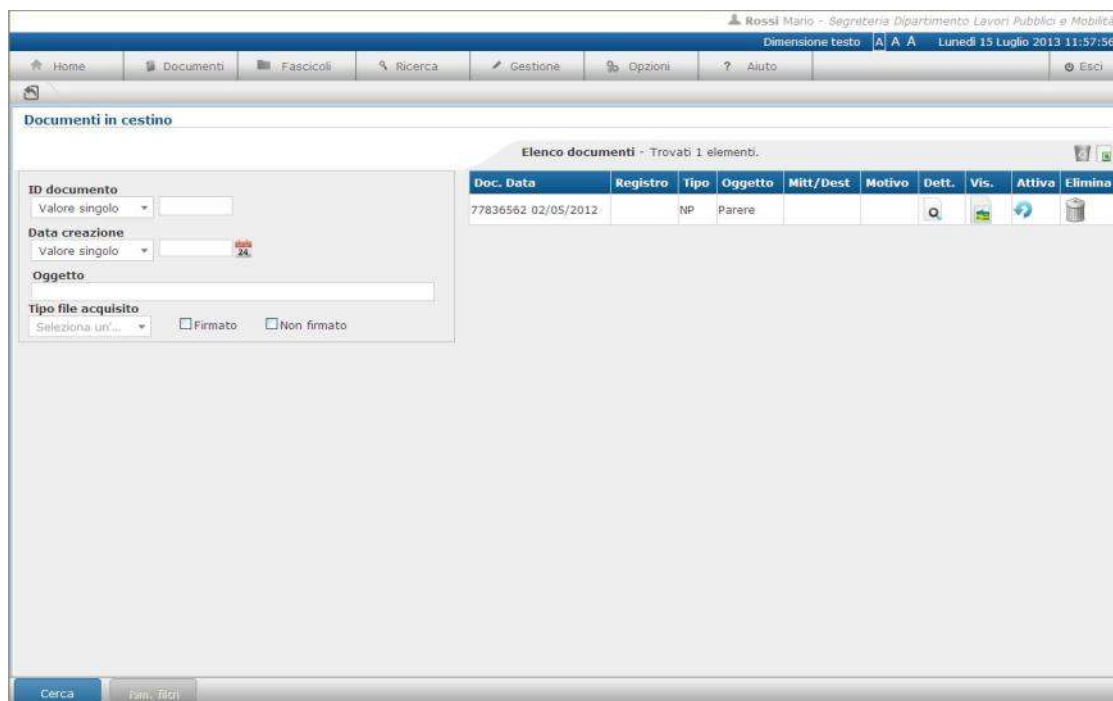 Rossi Mario - Segreteria Dipartimento Lavori Pubblici e Mobilità
Dimensione testo A A A Lunedì 15 Luglio 2013 11:57:56
Home Documenti Fascicoli Ricerca Gestione Opzioni ? Aiuto Esci
Documenti in cestino
Elenco documenti - Trovati 1 elementi.
ID documento
Valore singolo
Data creazione
Valore singolo 24
Oggetto
Tipo file acquisito
Seleziona un'... Firmato Non firmato
Doc. Data Registro Tipo Oggetto Mitt/Dest Motivo Dett. Vis. Attiva Elimina
77836562 02/05/2012 NP Parere
Cerca Rim. filtri